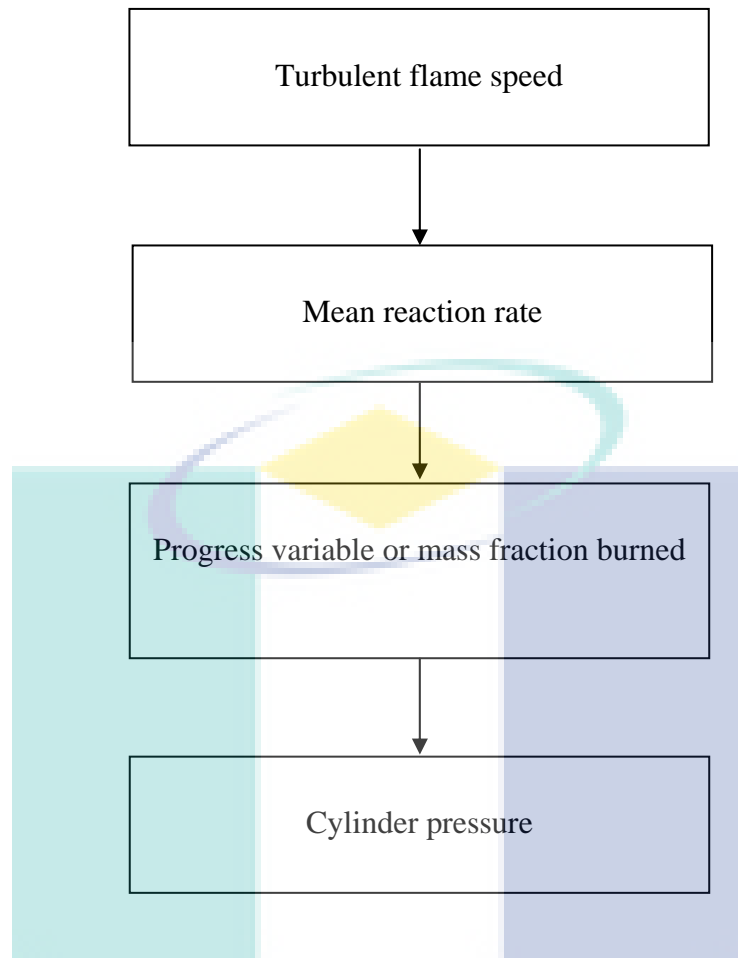 Turbulent flame speed
Mean reaction rate
Progress variable or mass fraction burned
Cylinder pressure